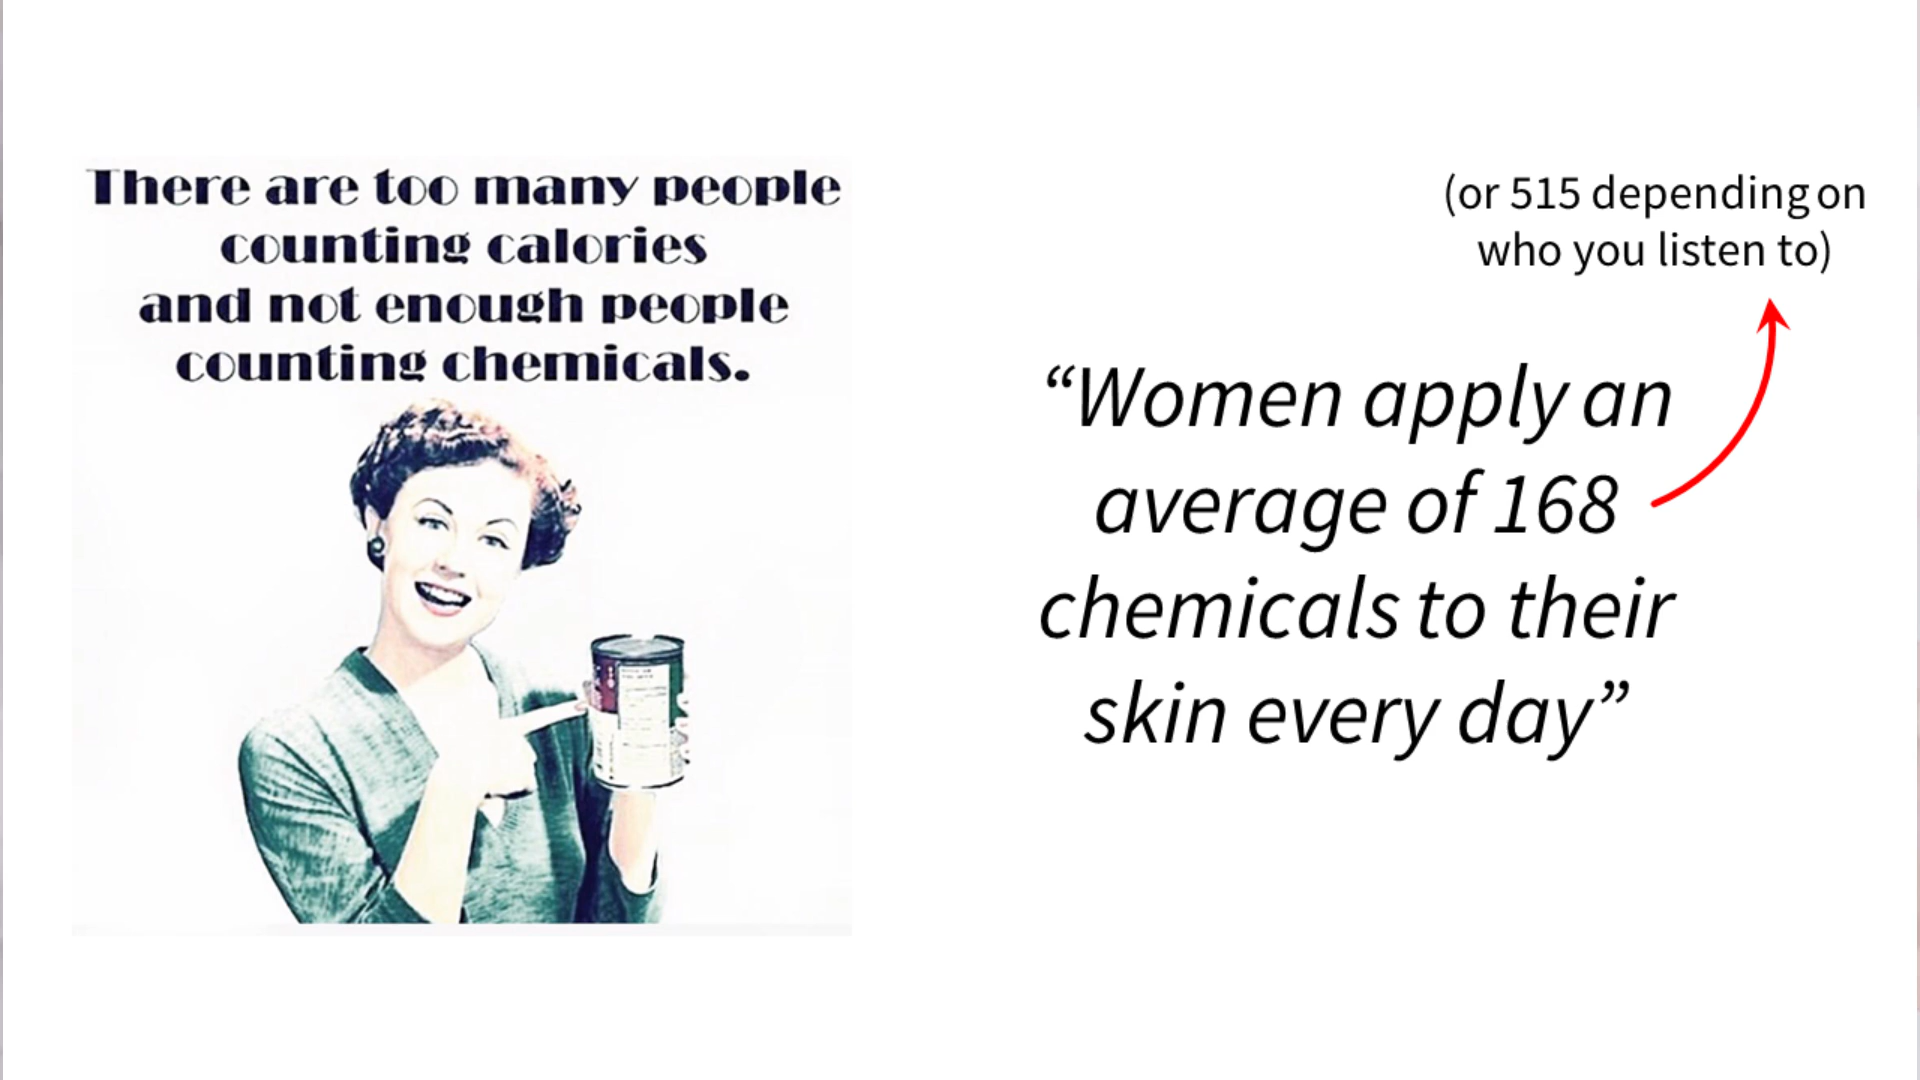 There are too many people
counting calories
and not enough people
counting chemicals.
(or 515 depending on
who you listen to)
“Women apply an
average of 168
chemicals to their
skin every day”